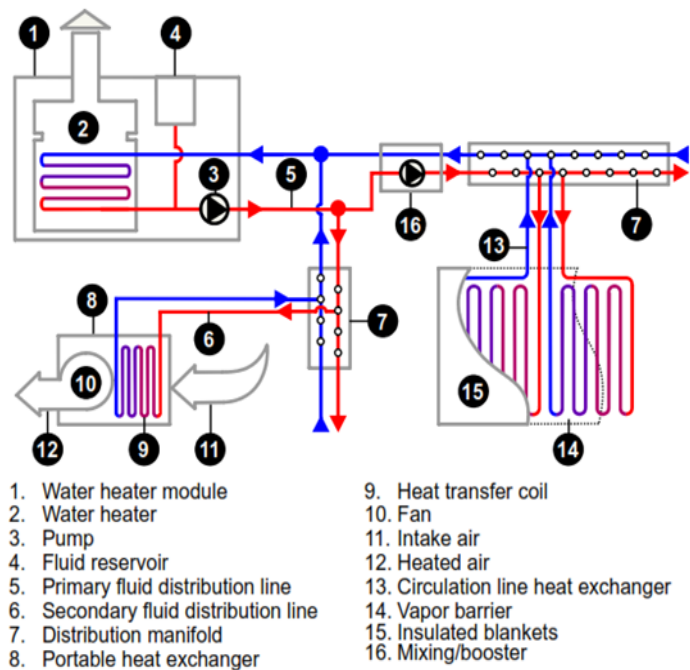 1
4
2
3
5
16
7
13
8
7
6
10
15
12
9
11
14
1. Water heater module
2. Water heater
3. Pump
4. Fluid reservoir
5. Primary fluid distribution line
6. Secondary fluid distribution line
7. Distribution manifold
8. Portable heat exchanger
9. Heat transfer coil
10. Fan
11. Intake air
12. Heated air
13. Circulation line heat exchanger
14. Vapor barrier
15. Insulated blankets
16. Mixing/booster